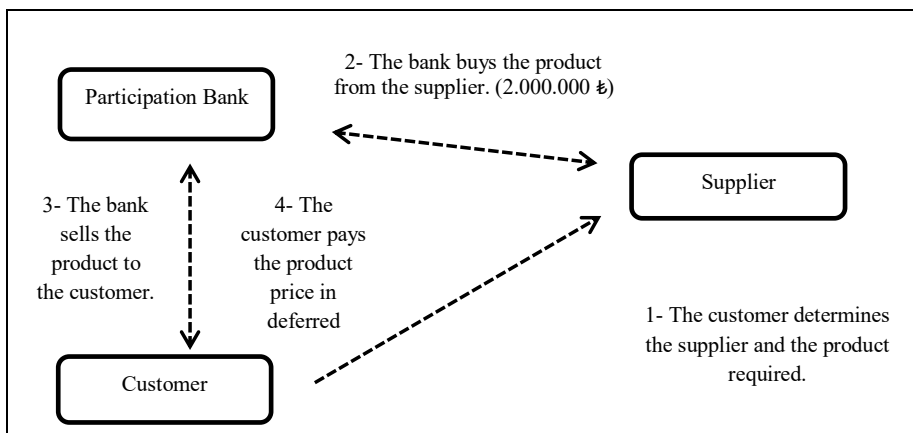 2- The bank buys the product
from the supplier. (2.000.000 ₺)
Participation Bank
Supplier
3- The bank
sells the
product to
the customer.
4- The
customer pays
the product
price in
deferred
1- The customer determines
the supplier and the product
required.
Customer